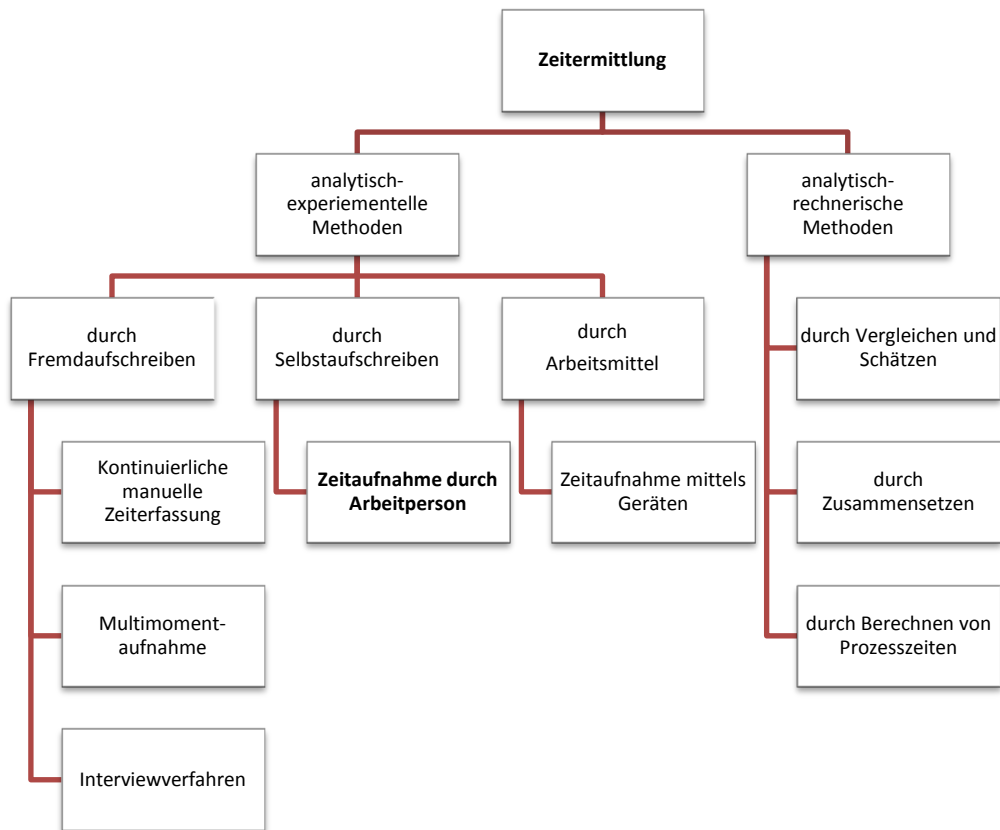 Zeitermittlung
analytisch-
experiementelle
Methoden
analytisch-
rechnerische
Methoden
durch
Fremdaufschreiben
durch
Selbstaufschreiben
durch
Arbeitsmittel
durch Vergleichen und
Schätzen
Kontinuierliche
manuelle
Zeiterfassung
Zeitaufnahme durch
Arbeitperson
Zeitaufnahme mittels
Geräten
durch
Zusammensetzen
Multimoment-
aufnahme
durch Berechnen von
Prozesszeiten
Interviewverfahren